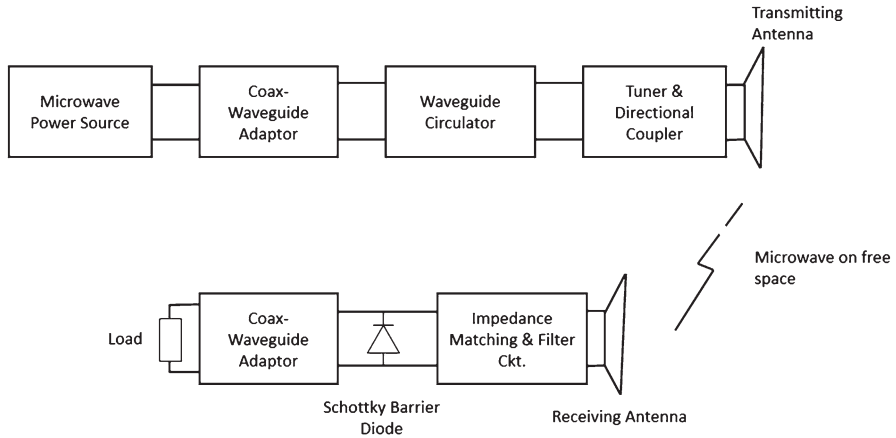 Transmitting
Antenna
Microwave
Power Source
Coax-
Waveguide
Adaptor
Waveguide
Circulator
Tuner &
Directional
Coupler
Microwave on free
space
Load
Coax-
Waveguide
Adaptor
Impedance
Matching & Filter
Ckt.
Schottky Barrier
Diode
Receiving Antenna